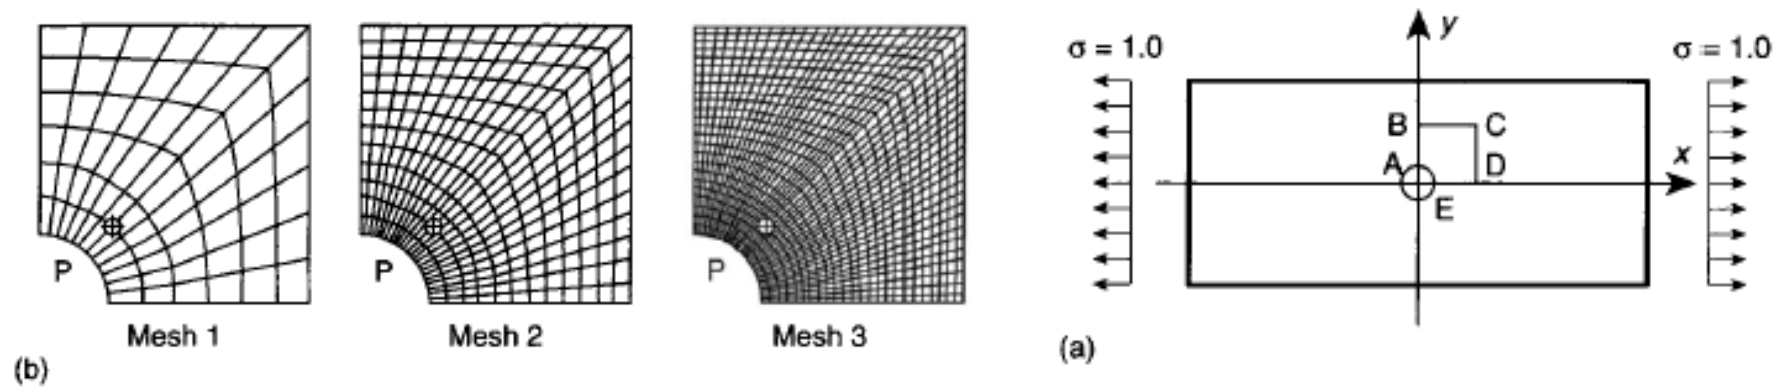 P
Mesh 1
P
Mesh 2
P
Mesh 3
(b)
y
σ = 1.0
σ = 1.0
B C
A D
x
E
(a)